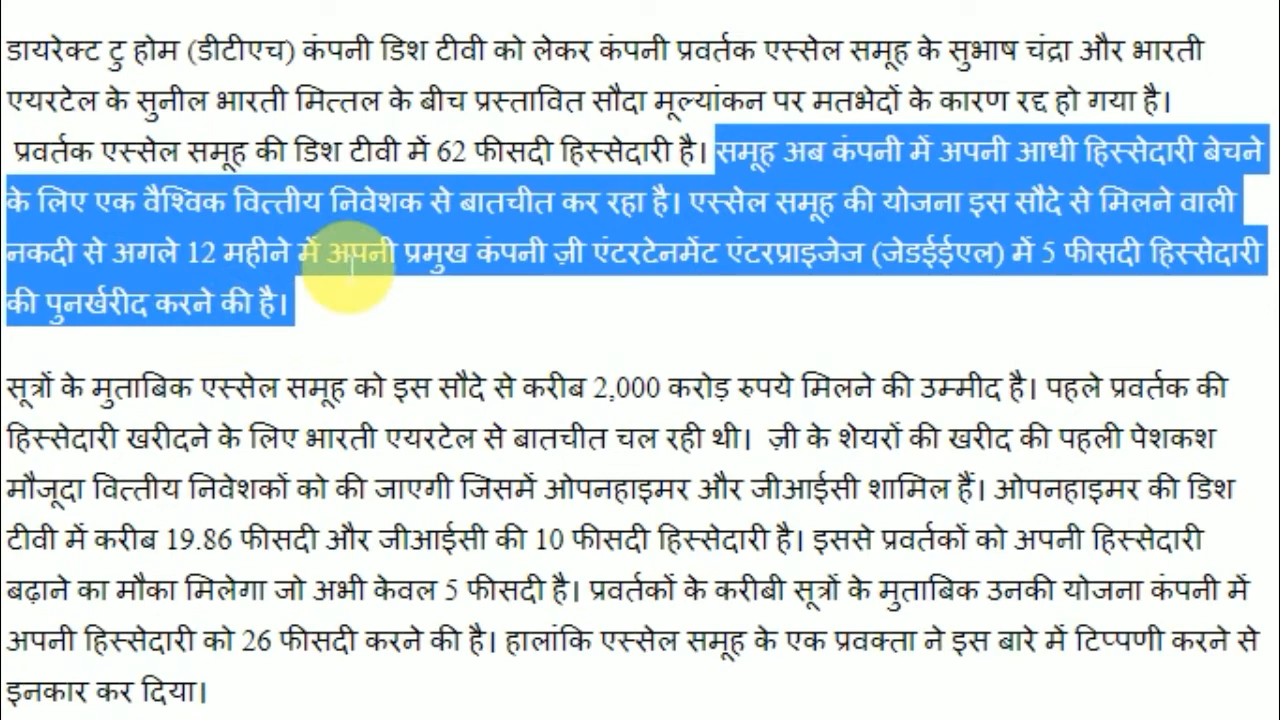 डायरेक्ट टु होम (डीटीएच) कंपनी डिश टीवी को लेकर कंपनी प्रवर्तक एस्सेल समूह के सुभाष चंद्रा और भारती
एयरटेल के सुनील भारती मित्तल के बीच प्रस्तावित सौदा मूल्यांकन पर मतभेदों के कारण रद्द हो गया है।
प्रवर्तक एस्सेल समूह की डिश टीवी में 62 फीसदी हिस्सेदारी है। समूह अब कंपनी में अपनी आधी हिस्सेदारी बेचने
के लिए एक वैश्विक वित्तीय निवेशक से बातचीत कर रहा है। एस्सेल समूह की योजना इस सौदे से मिलने वाली
नकदी से अगले 12 महीने में अपनी प्रमुख कंपनी ज़ी एंटरटेनमेंट एंटरप्राइजेज (जेडईईएल) में 5 फीसदी हिस्सेदारी
की पुनर्खरीद करने की है।
सूत्रों के मुताबिक एस्सेल समूह को इस सौदे से करीब 2,000 करोड़ रुपये मिलने की उम्मीद है। पहले प्रवर्तक की
हिस्सेदारी खरीदने के लिए भारती एयरटेल से बातचीत चल रही थी। ज़ी के शेयरों की खरीद की पहली पेशकश
मौजूदा वित्तीय निवेशकों को की जाएगी जिसमें ओपनहाइमर और जीआईसी शामिल हैं। ओपनहाइमर की डिश
टीवी में करीब 19.86 फीसदी और जीआईसी की 10 फीसदी हिस्सेदारी है। इससे प्रवर्तकों को अपनी हिस्सेदारी
बढ़ाने का मौका मिलेगा जो अभी केवल 5 फीसदी है। प्रवर्तकों के करीबी सूत्रों के मुताबिक उनकी योजना कंपनी में
अपनी हिस्सेदारी को 26 फीसदी करने की है। हालांकि एस्सेल समूह के एक प्रवक्ता ने इस बारे में टिप्पणी करने से
इनकार कर दिया।